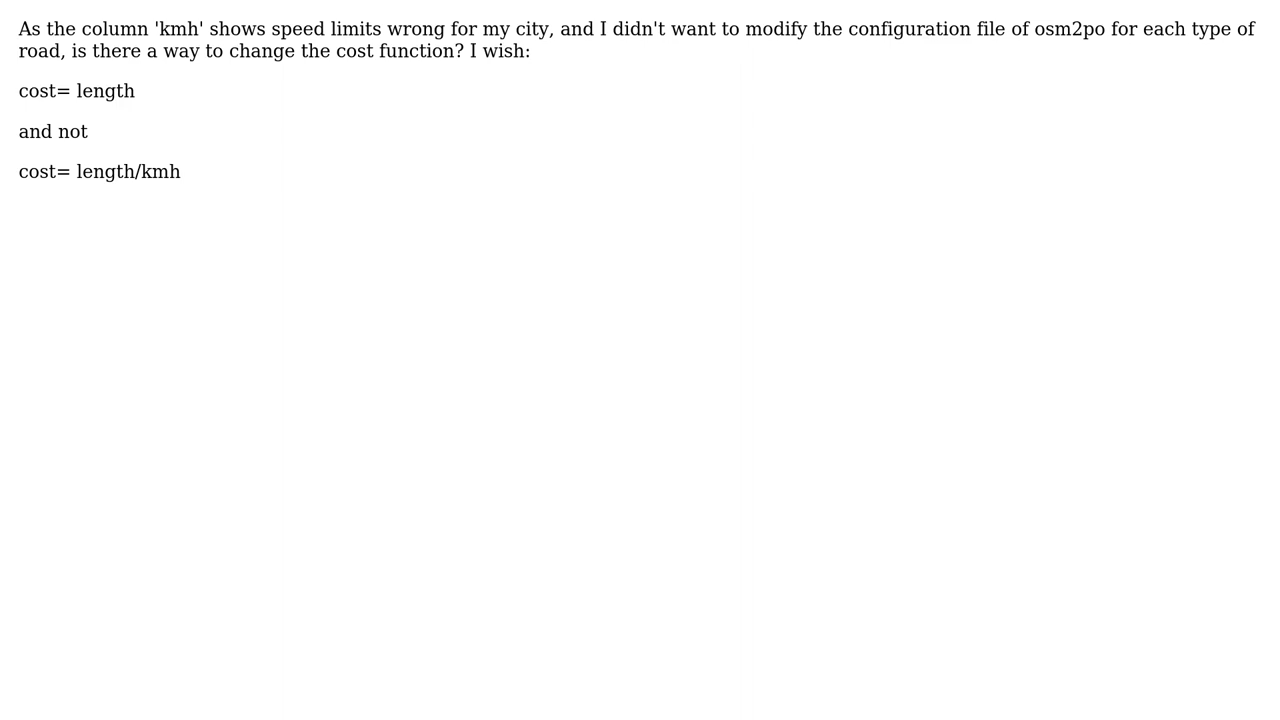 As the column 'kmh' shows speed limits wrong for my city, and I didn't want to modify the configuration file of osm2po for each type of
road, is there a way to change the cost function? I wish:
cost= length
and not
cost= length/kmh